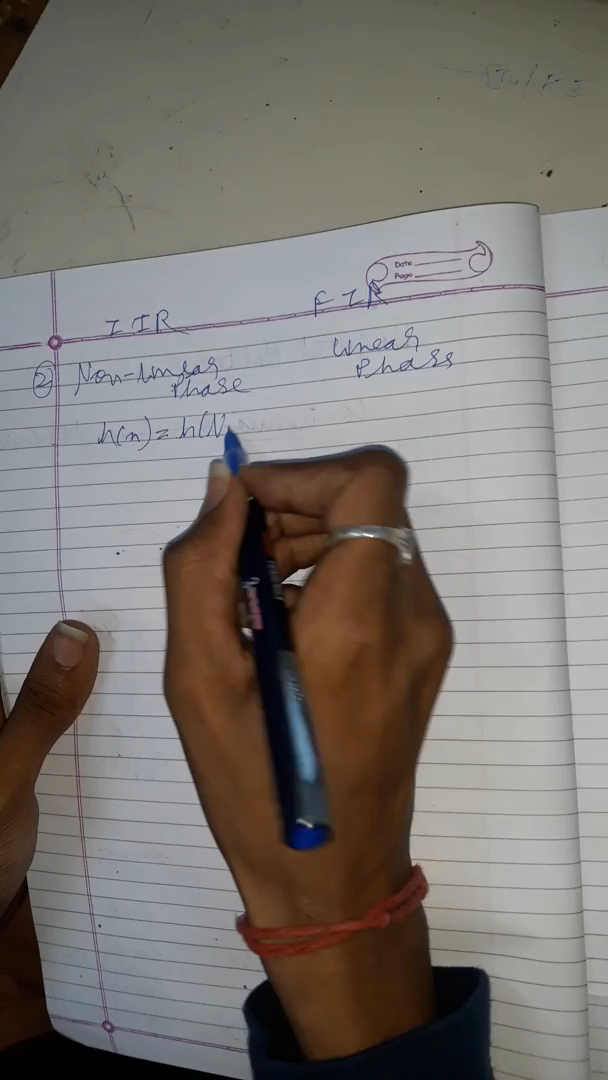 Date
Page
IIR FIR
② Non-linear Linear
Phase Phase
h(n) = h(N